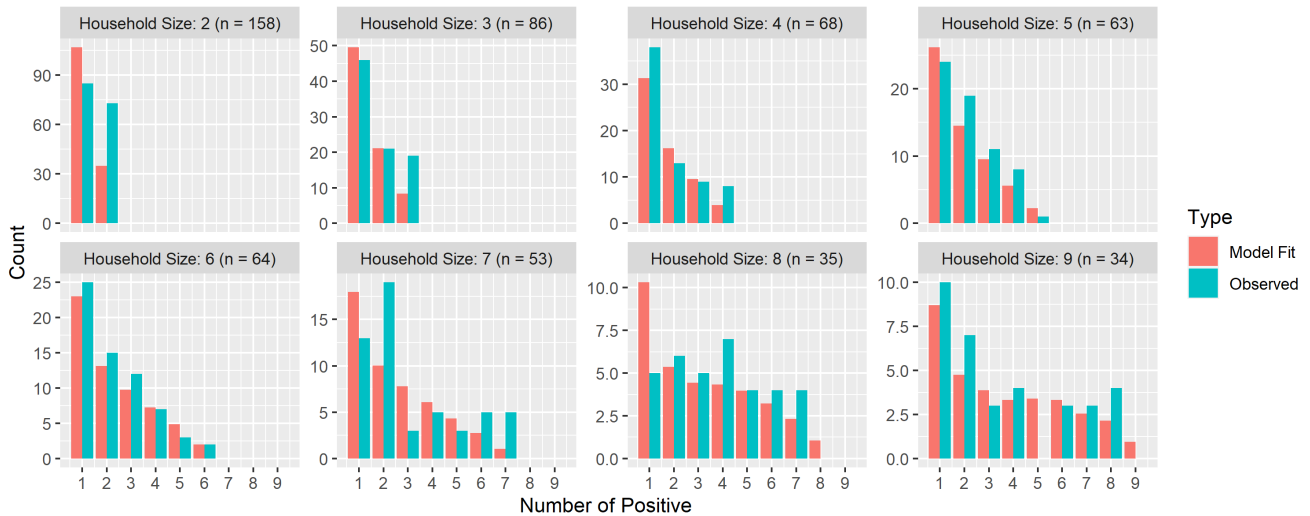 Household Size: 2 (n = 158)
Household Size: 3 (n = 86)
Household Size: 4 (n = 68)
Household Size: 5 (n = 63)
90
60
30
0
50
40
30
20
10
0
30
20
10
0
20
10
0
Household Size: 6 (n = 64)
Household Size: 7 (n = 53)
Household Size: 8 (n = 35)
Household Size: 9 (n = 34)
25
20
15
10
5
0
15
10
5
0
10.0
7.5
5.0
2.5
0.0
10.0
7.5
5.0
2.5
0.0
1 2 3 4 5 6 7 8 9
1 2 3 4 5 6 7 8 9
1 2 3 4 5 6 7 8 9
1 2 3 4 5 6 7 8 9
Count
Number of Positive
Type
Model Fit
Observed